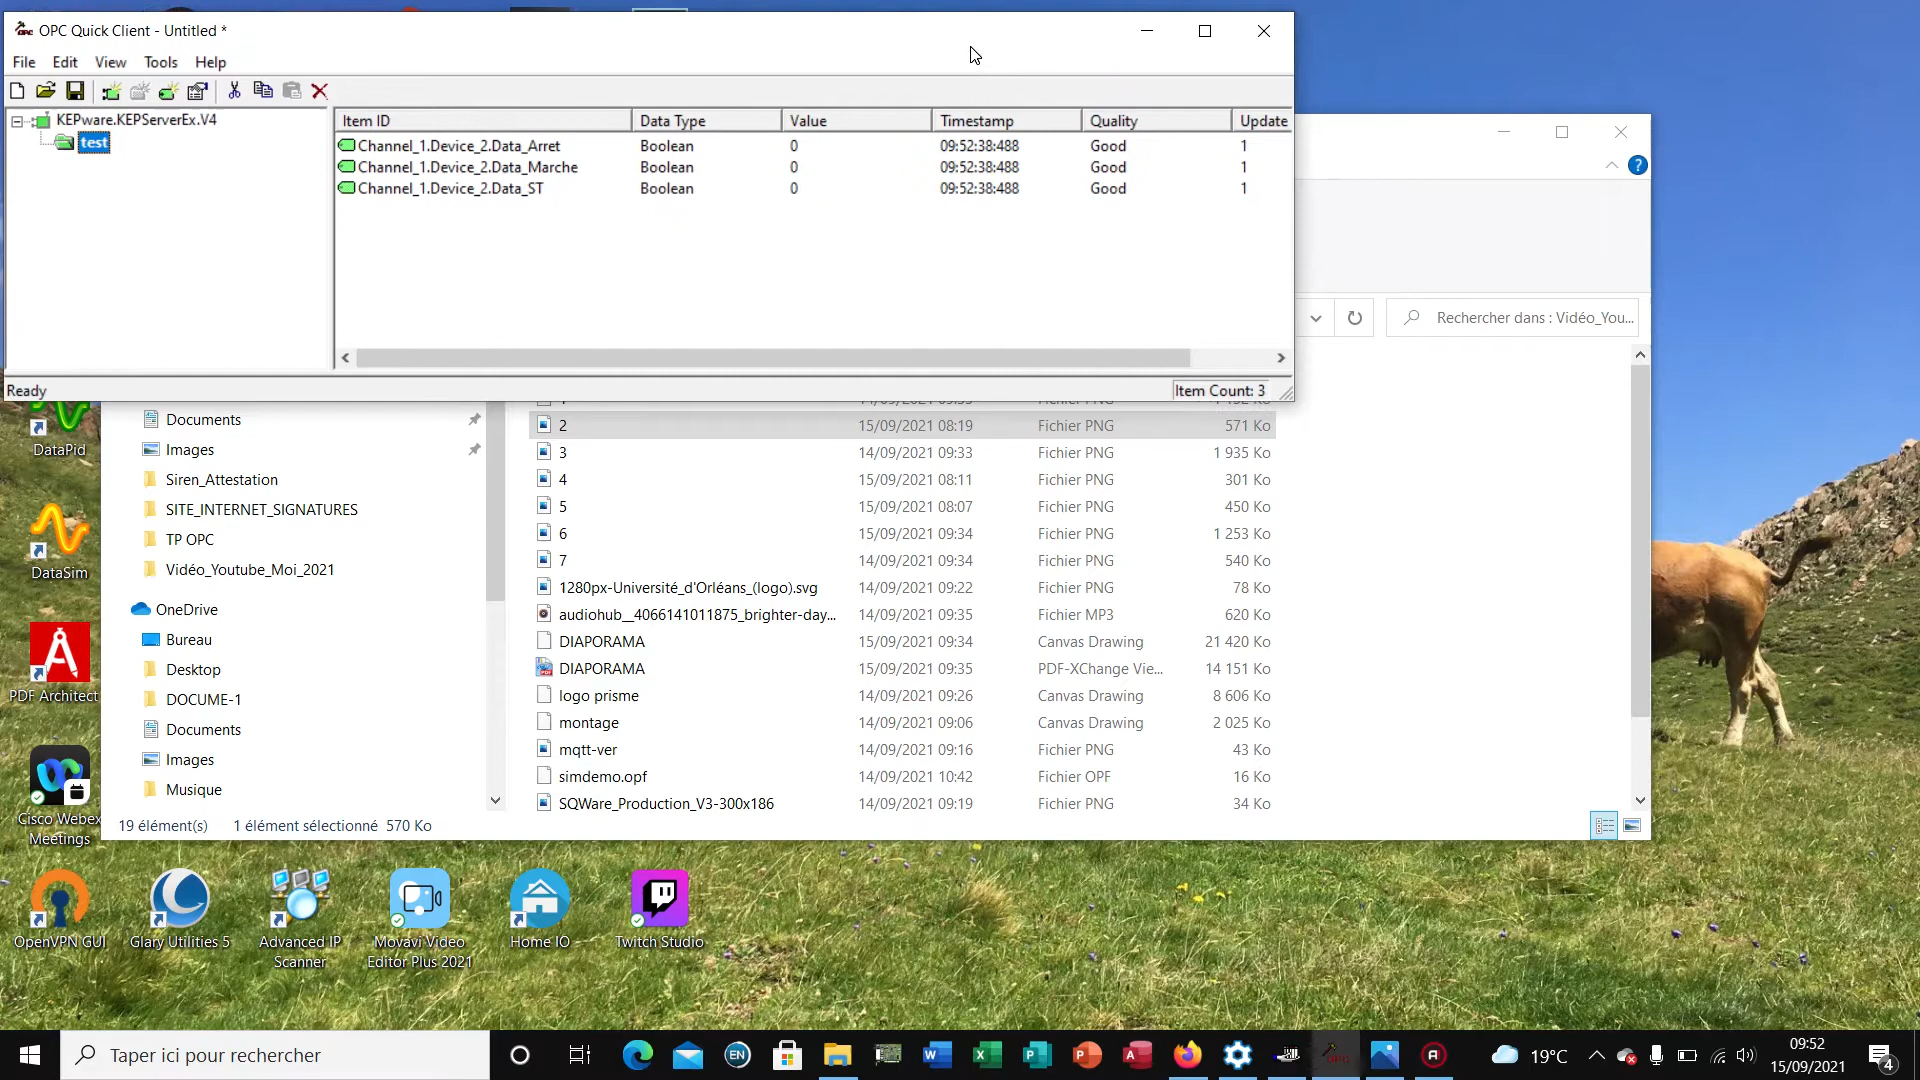 OPC Quick Client - Untitled *
File Edit View Tools Help
KEPware.KEPServerEx.V4
test
Item ID Data Type Value Timestamp Quality Update
Channel_1.Device_2.Data_Arret Boolean 0 09:52:38:488 Good 1
Channel_1.Device_2.Data_Marche Boolean 0 09:52:38:488 Good 1
Channel_1.Device_2.Data_ST Boolean 0 09:52:38:488 Good 1
Ready Item Count: 3
Rechercher dans : Vidéo_You...
Documents
Images
Siren_Attestation
SITE_INTERNET_SIGNATURES
TP OPC
Vidéo_Youtube_Moi_2021
OneDrive
Bureau
Desktop
DOCUME-1
Documents
Images
Musique
2 15/09/2021 08:19 Fichier PNG 571 Ko
3 14/09/2021 09:33 Fichier PNG 1 935 Ko
4 15/09/2021 08:11 Fichier PNG 301 Ko
5 15/09/2021 08:07 Fichier PNG 450 Ko
6 15/09/2021 09:34 Fichier PNG 1 253 Ko
7 14/09/2021 09:34 Fichier PNG 540 Ko
1280px-Université_d'Orléans_(logo).svg 14/09/2021 09:22 Fichier PNG 78 Ko
audiohub__4066141011875_brighter-day... 14/09/2021 09:35 Fichier MP3 620 Ko
DIAPORAMA 15/09/2021 09:34 Canvas Drawing 21 420 Ko
DIAPORAMA 15/09/2021 09:35 PDF-XChange Vie... 14 151 Ko
logo prisme 14/09/2021 09:26 Canvas Drawing 8 606 Ko
montage 14/09/2021 09:06 Canvas Drawing 2 025 Ko
mqtt-ver 14/09/2021 09:16 Fichier PNG 43 Ko
simdemo.opf 14/09/2021 10:42 Fichier OPF 16 Ko
SQWare_Production_V3-300x186 14/09/2021 09:19 Fichier PNG 34 Ko
19 élément(s) 1 élément sélectionné 570 Ko
DataPid
DataSim
PDF Architect
Cisco Webex
Meetings
OpenVPN GUI
Glary Utilities 5
Advanced IP
Scanner
Movavi Video
Editor Plus 2021
Home IO
Twitch Studio
Taper ici pour rechercher
EN
19°C
09:52
15/09/2021
4